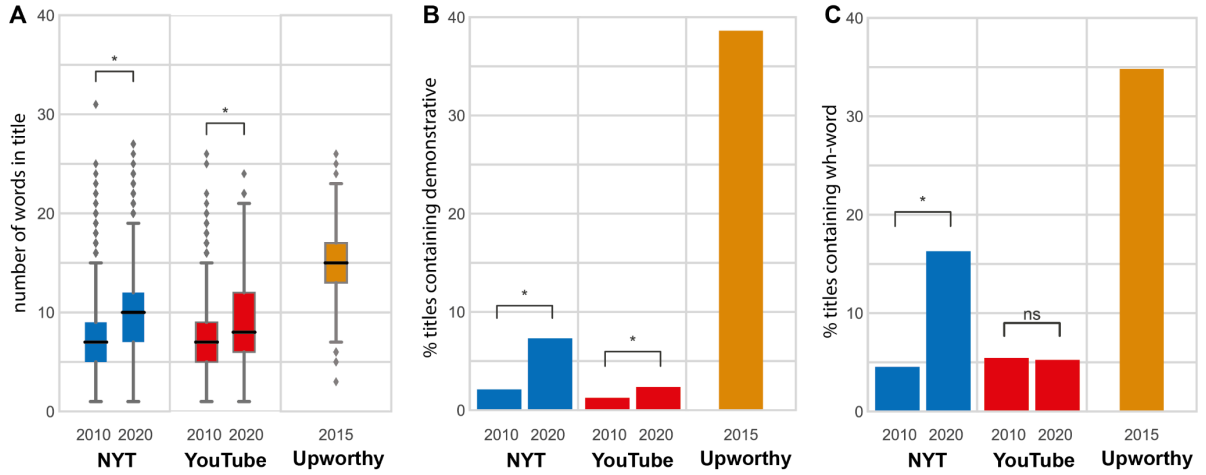 A
number of words in title
40
30
20
10
0
*
*
2010 2020 2010 2020 2015
NYT YouTube Upworthy
B
% titles containing demonstrative
40
30
20
10
0
*
*
2010 2020 2010 2020 2015
NYT YouTube Upworthy
C
% titles containing wh-word
40
30
20
10
0
*
ns
2010 2020 2010 2020 2015
NYT YouTube Upworthy